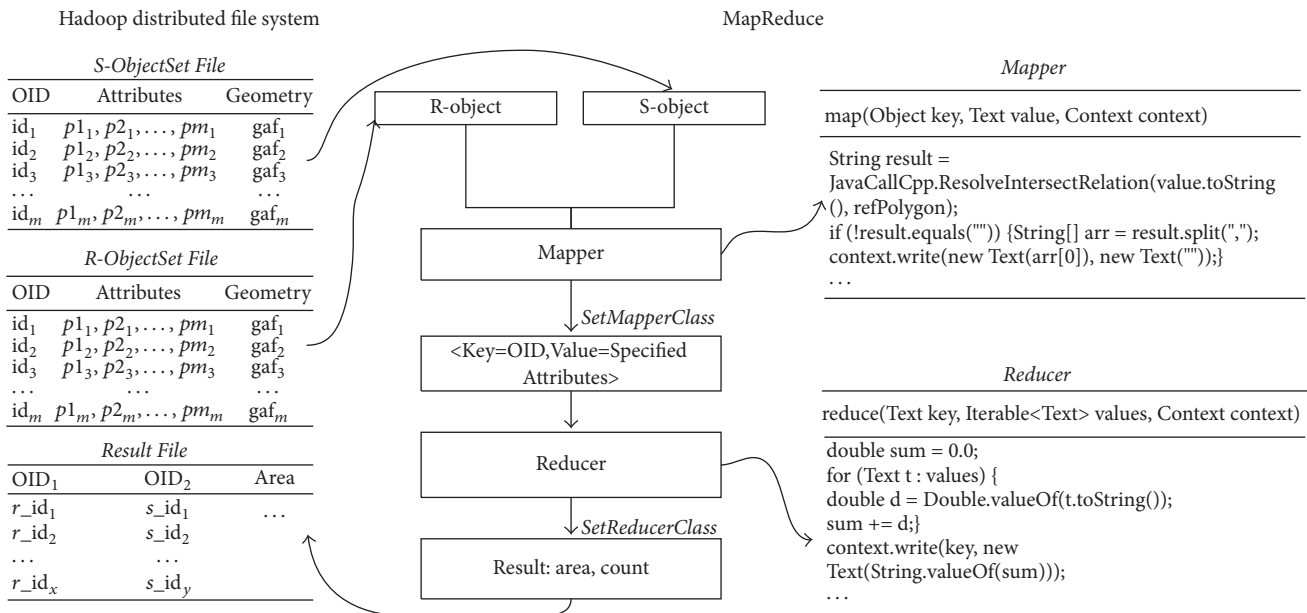 Hadoop distributed file system
MapReduce
S-ObjectSet File
OID Attributes Geometry
id₁ p1₁, p2₁, . . . , pm₁ gaf₁
id₂ p1₂, p2₂, . . . , pm₂ gaf₂
id₃ p1₃, p2₃, . . . , pm₃ gaf₃
. . . . . . . . .
idₘ p1ₘ, p2ₘ, . . . , pmₘ gafₘ
R-ObjectSet File
OID Attributes Geometry
id₁ p1₁, p2₁, . . . , pm₁ gaf₁
id₂ p1₂, p2₂, . . . , pm₂ gaf₂
id₃ p1₃, p2₃, . . . , pm₃ gaf₃
. . . . . . . . .
idₘ p1ₘ, p2ₘ, . . . , pmₘ gafₘ
Result File
OID₁ OID₂ Area
r_id₁ s_id₁ . . .
r_id₂ s_id₂
. . . . . .
r_idₓ s_idᵧ
R-object
S-object
Mapper
SetMapperClass
<Key=OID,Value=Specified
Attributes>
Reducer
SetReducerClass
Result: area, count
Mapper
map(Object key, Text value, Context context)
String result =
JavaCallCpp.ResolveIntersectRelation(value.toString
(), refPolygon);
if (!result.equals("")) {String[] arr = result.split(",");
context.write(new Text(arr[0]), new Text(""));}
. . .
Reducer
reduce(Text key, Iterable<Text> values, Context context)
double sum = 0.0;
for (Text t : values) {
double d = Double.valueOf(t.toString());
sum += d;}
context.write(key, new
Text(String.valueOf(sum)));
. . .